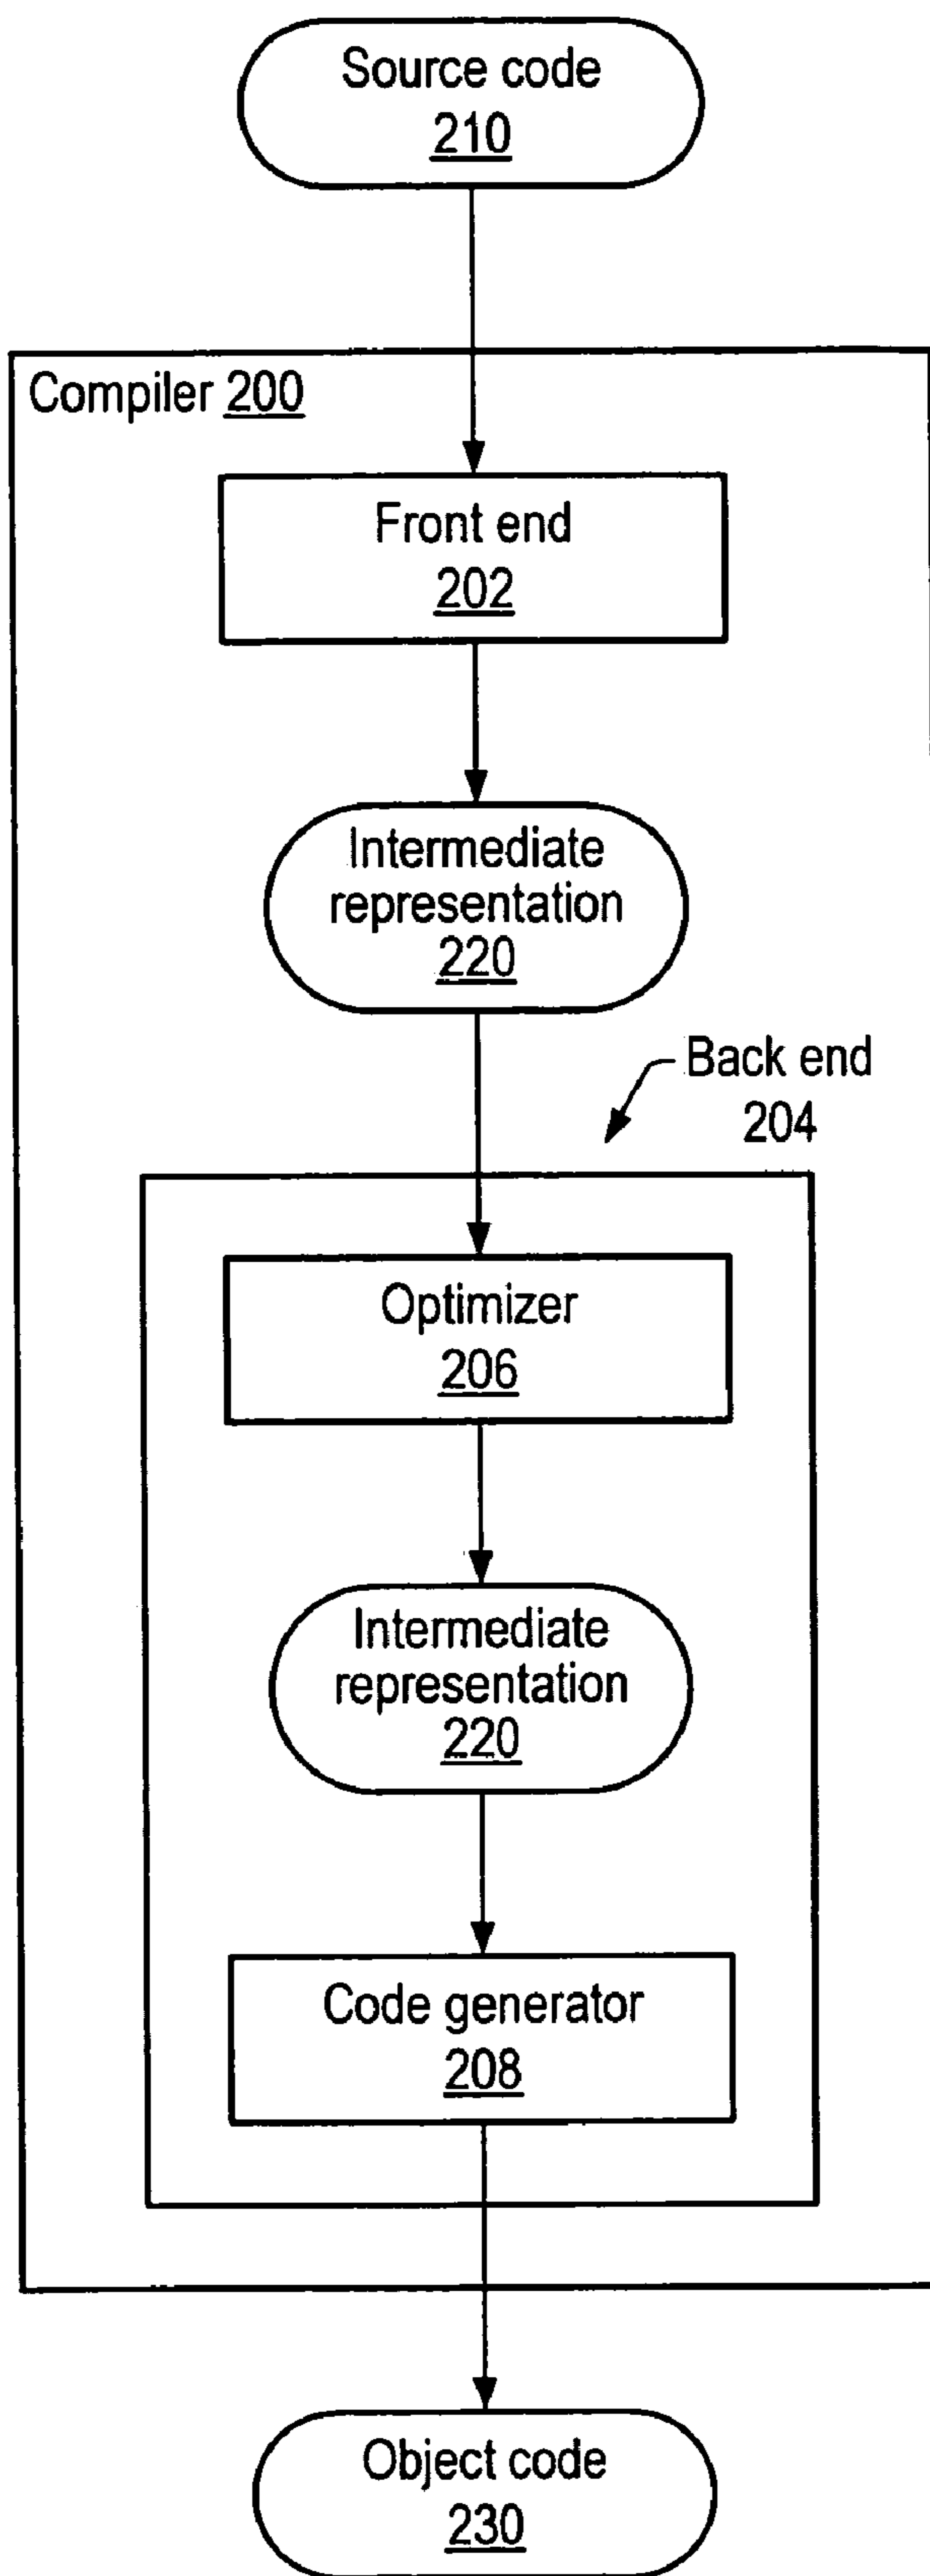 Source code
210
Compiler 200
Front end
202
Intermediate
representation
220
Back end
204
Optimizer
206
Intermediate
representation
220
Code generator
208
Object code
230